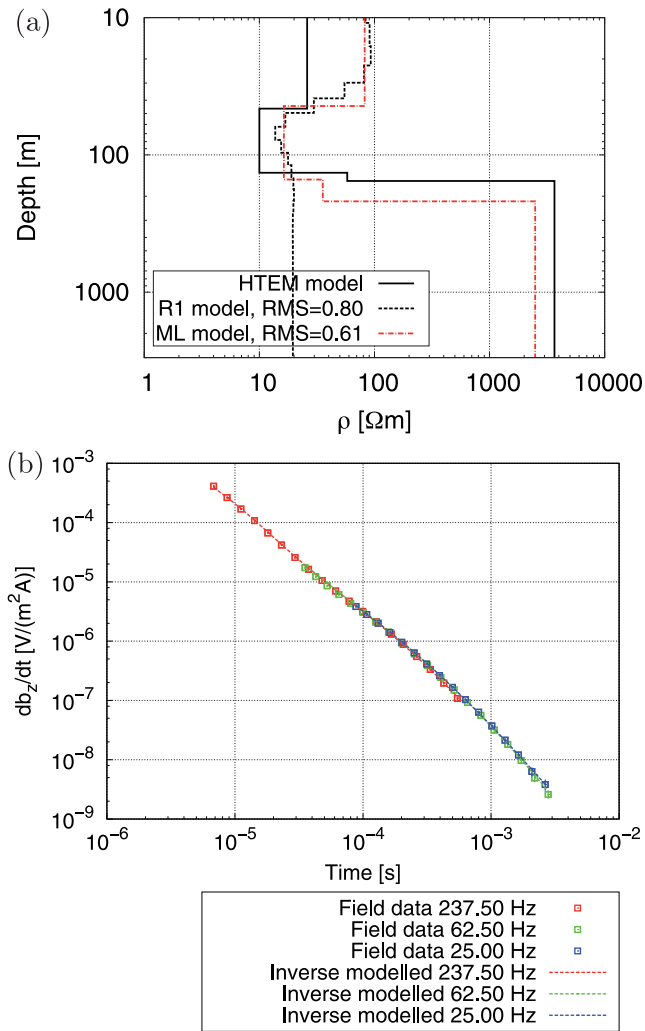 (a)
10
100
1000
Depth [m]
HTEM model
R1 model, RMS=0.80
ML model, RMS=0.61
1 10 100 1000 10000
ρ [Ωm]
(b)
10⁻³
10⁻⁴
10⁻⁵
10⁻⁶
10⁻⁷
10⁻⁸
10⁻⁹
db_z/dt [V/(m²A)]
10⁻⁶ 10⁻⁵ 10⁻⁴ 10⁻³ 10⁻²
Time [s]
Field data 237.50 Hz
Field data 62.50 Hz
Field data 25.00 Hz
Inverse modelled 237.50 Hz
Inverse modelled 62.50 Hz
Inverse modelled 25.00 Hz